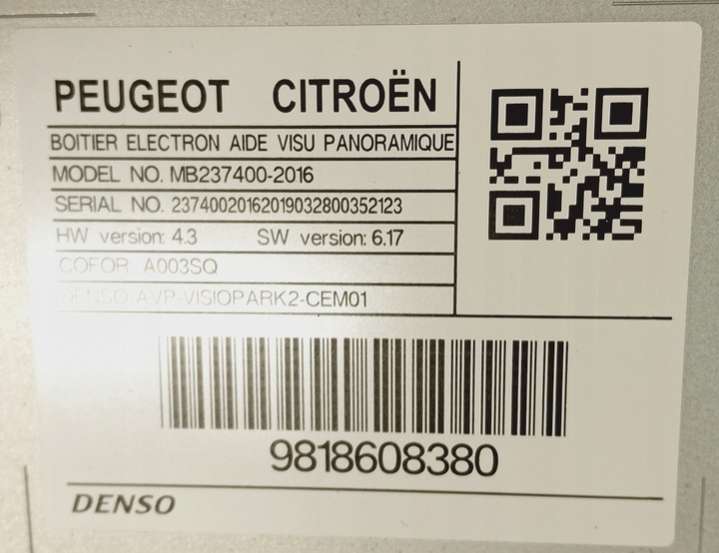 PEUGEOT CITROËN
BOITIER ELECTRON AIDE VISU PANORAMIQUE
MODEL NO. MB237400-2016
SERIAL NO. 23740020162019032800352123
HW version: 4.3 SW version: 6.17
COFOR A003SQ
DENSO AVP-VISIOPARK2-CEM01
9818608380
DENSO